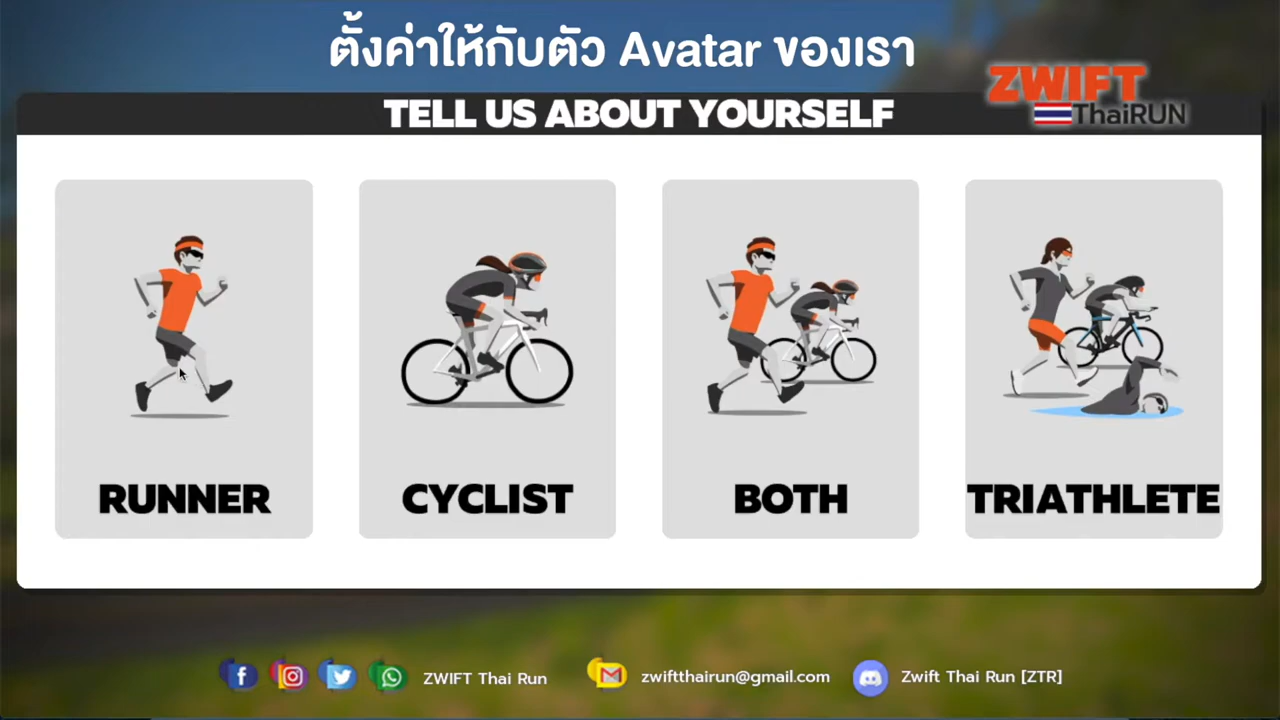 ตั้งค่าให้กับตัว Avatar ของเรา
ZWIFT
ThaiRUN
TELL US ABOUT YOURSELF
RUNNER
CYCLIST
BOTH
TRIATHLETE
ZWIFT Thai Run
zwiftthairun@gmail.com
Zwift Thai Run [ZTR]